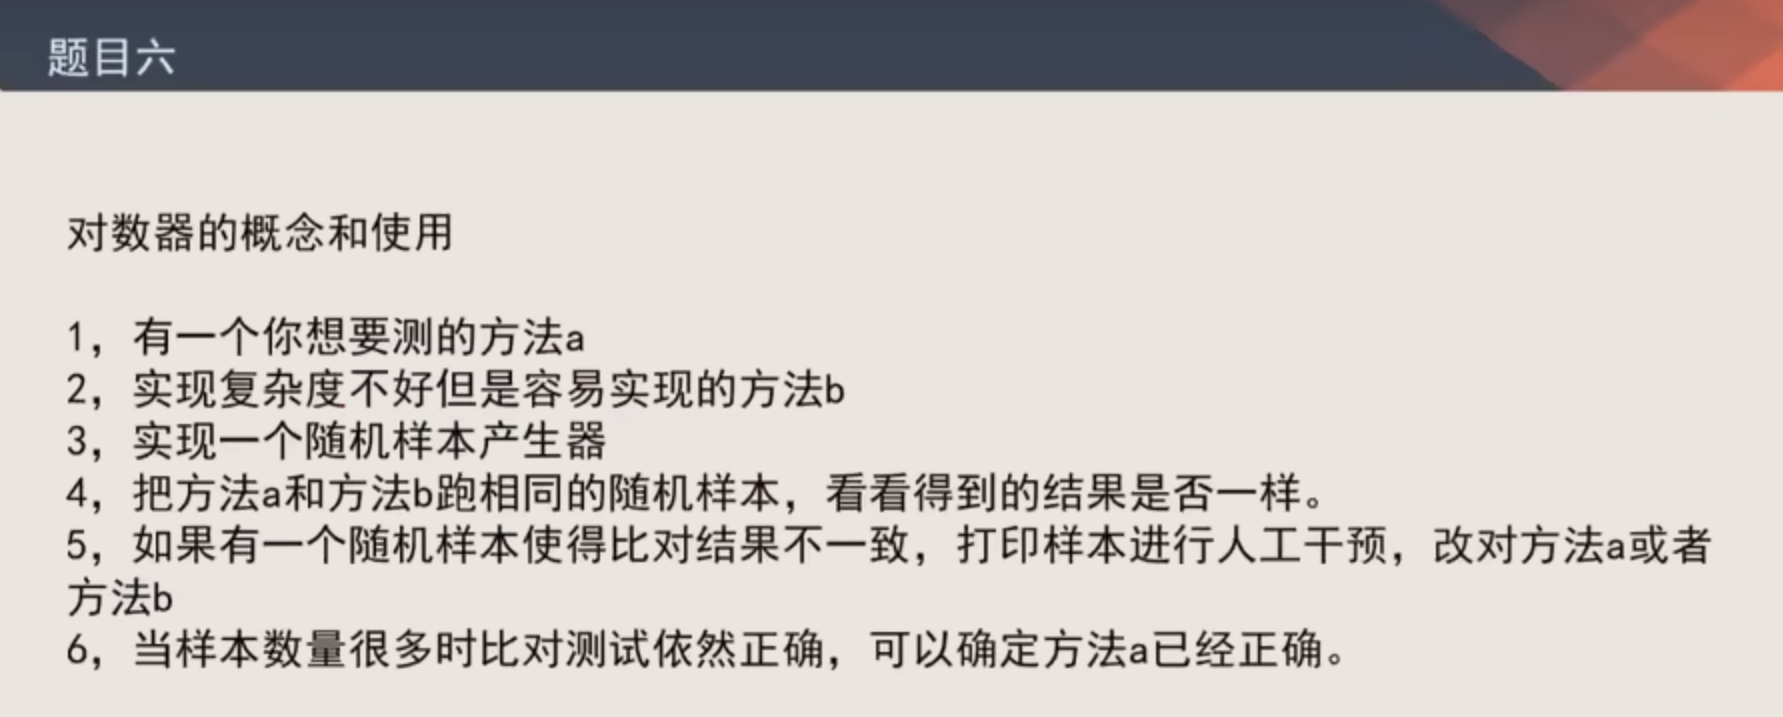 题目六
对数器的概念和使用
1，有一个你想要测的方法a
2，实现复杂度不好但是容易实现的方法b
3，实现一个随机样本产生器
4，把方法a和方法b跑相同的随机样本，看看得到的结果是否一样。
5，如果有一个随机样本使得比对结果不一致，打印样本进行人工干预，改对方法a或者
方法b
6，当样本数量很多时比对测试依然正确，可以确定方法a已经正确。